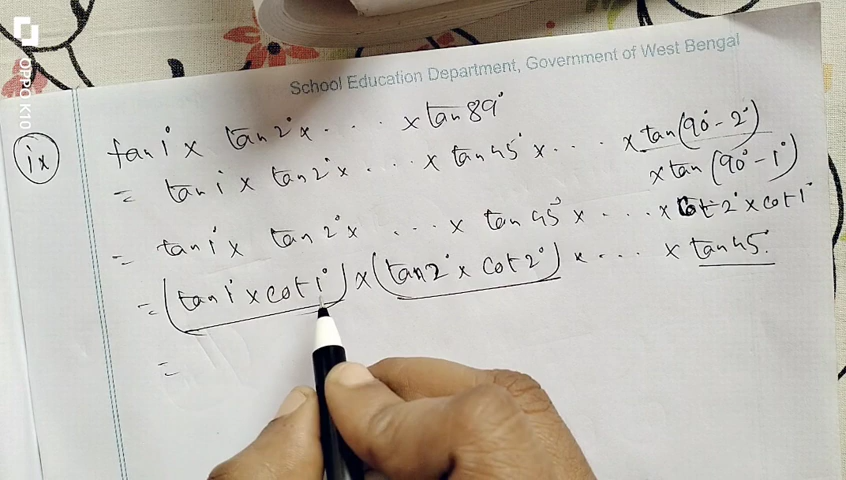 OPPO K10
School Education Department, Government of West Bengal
ix
tan 1° x tan 2° x . . . x tan 89°
= tan 1° x tan 2° x . . . x tan 45° x . . . x tan (90° - 2°)
x tan (90° - 1°)
= tan 1° x tan 2° x . . . x tan 45° x . . . x cot 2° x cot 1°
= (tan 1° x cot 1°) x (tan 2° x cot 2°) x . . . x tan 45°.
=